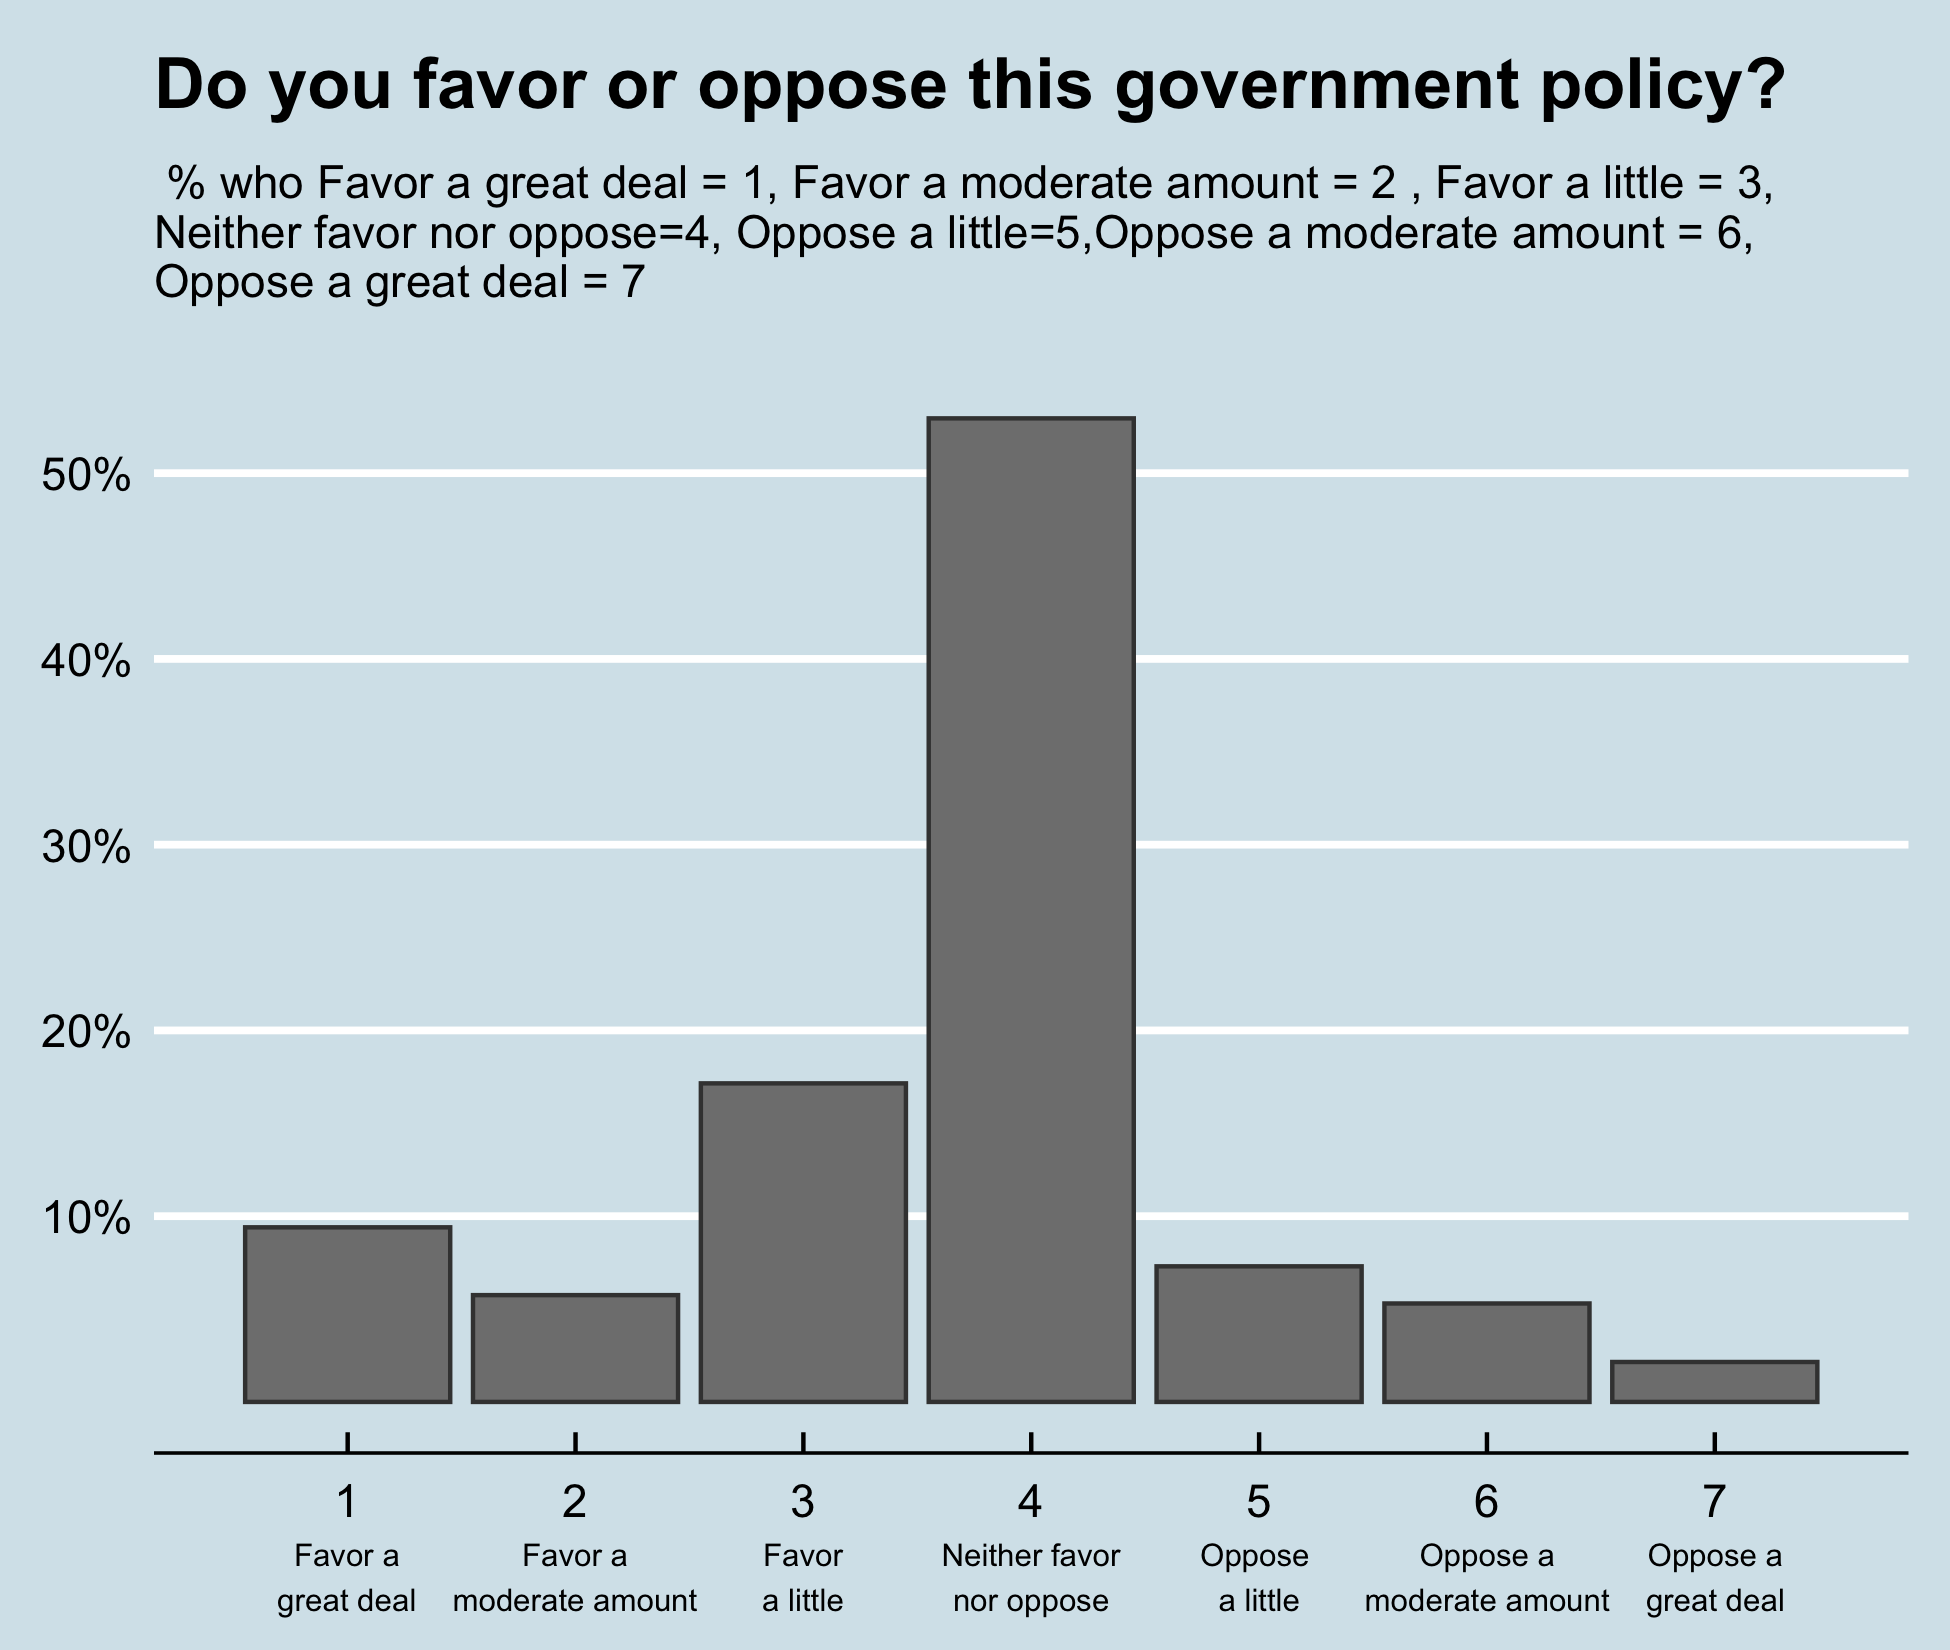 Do you favor or oppose this government policy?
% who Favor a great deal = 1, Favor a moderate amount = 2 , Favor a little = 3,
Neither favor nor oppose=4, Oppose a little=5,Oppose a moderate amount = 6,
Oppose a great deal = 7
50%
40%
30%
20%
10%
1 2 3 4 5 6 7
Favor a Favor a Favor Neither favor Oppose Oppose a Oppose a
great deal moderate amount a little nor oppose a little moderate amount great deal